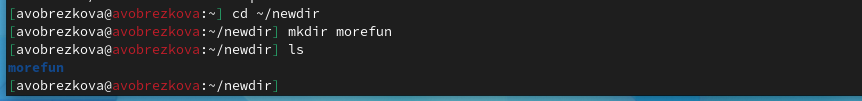 [avobrezkova@avobrezkova:~] cd ~/newdir
[avobrezkova@avobrezkova:~/newdir] mkdir morefun
[avobrezkova@avobrezkova:~/newdir] ls
morefun
[avobrezkova@avobrezkova:~/newdir]